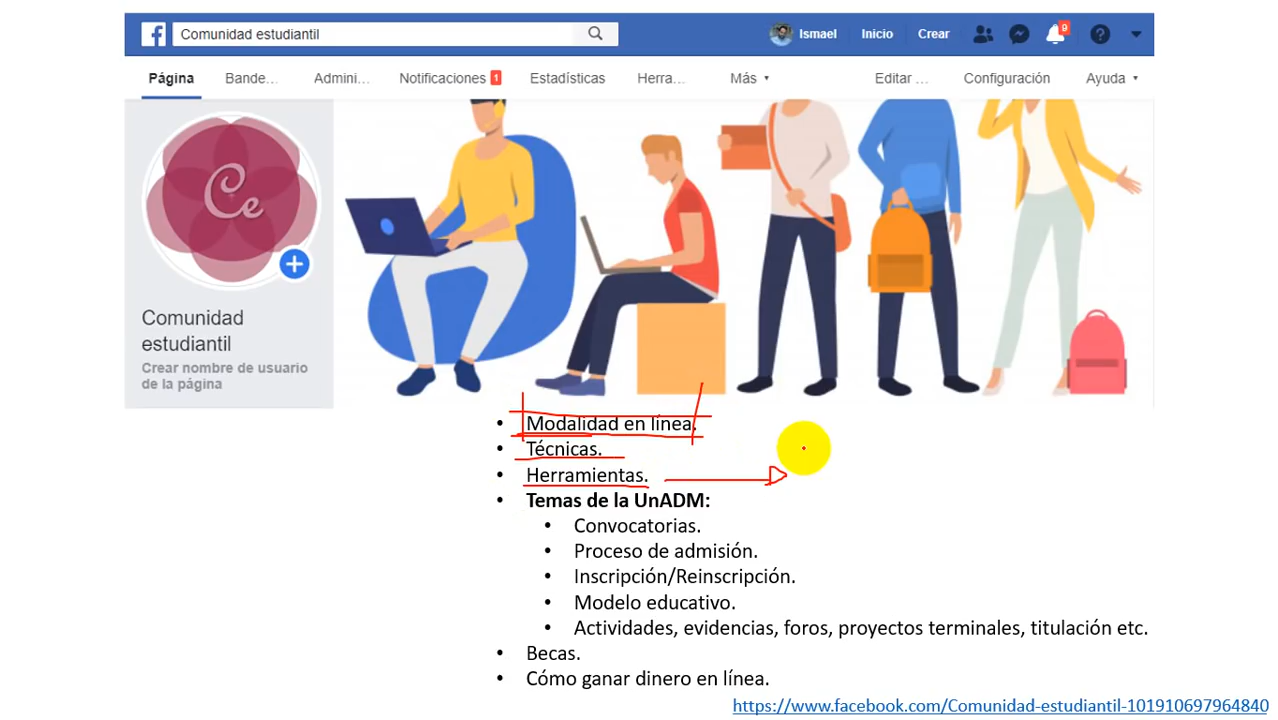 Comunidad estudiantil
Ismael Inicio Crear 9
Página Bande... Admini... Notificaciones 1 Estadísticas Herra... Más Editar ... Configuración Ayuda
Ce
Comunidad
estudiantil
Crear nombre de usuario
de la página
• Modalidad en línea.
• Técnicas.
• Herramientas.
• Temas de la UnADM:
• Convocatorias.
• Proceso de admisión.
• Inscripción/Reinscripción.
• Modelo educativo.
• Actividades, evidencias, foros, proyectos terminales, titulación etc.
• Becas.
• Cómo ganar dinero en línea.
https://www.facebook.com/Comunidad-estudiantil-101910697964840